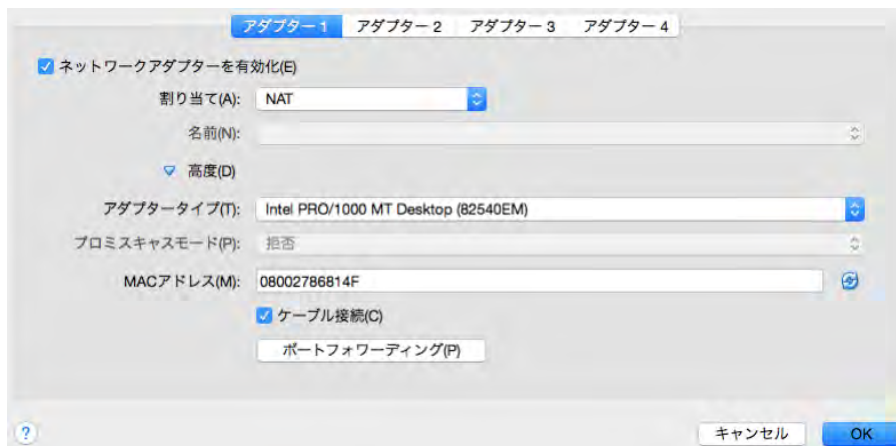 アダプター 1 アダプター 2 アダプター 3 アダプター 4
ネットワークアダプターを有効化(E)
割り当て(A): NAT
名前(N):
高度(D)
アダプタータイプ(T): Intel PRO/1000 MT Desktop (82540EM)
プロミスキャスモード(P): 拒否
MACアドレス(M): 08002786814F
ケーブル接続(C)
ポートフォワーディング(P)
? キャンセル OK